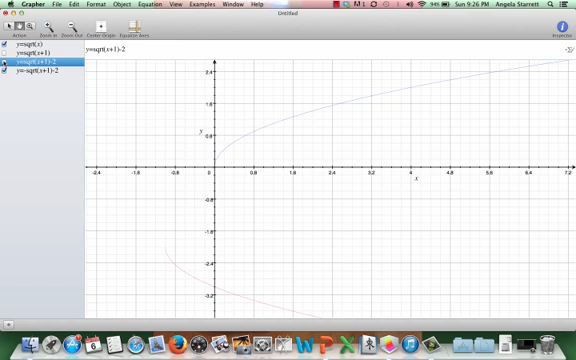 Grapher File Edit Format Object Equation View Examples Window Help 94% Sun 9:26 PM Angela Starrett
Untitled
Action Zoom In Zoom Out Center Graph Equalize Axes Inspector
y=sqrt(x)
y=sqrt(x+1)
y=sqrt(x+1)-2
y=-sqrt(x+1)-2
y=sqrt(x+1)-2
2.4
1.6
y
0.8
-2.4 -1.6 -0.8 0 0.8 1.6 2.4 3.2 4 4.8 5.6 6.4 7.2
x
-0.8
-1.6
-2.4
-3.2